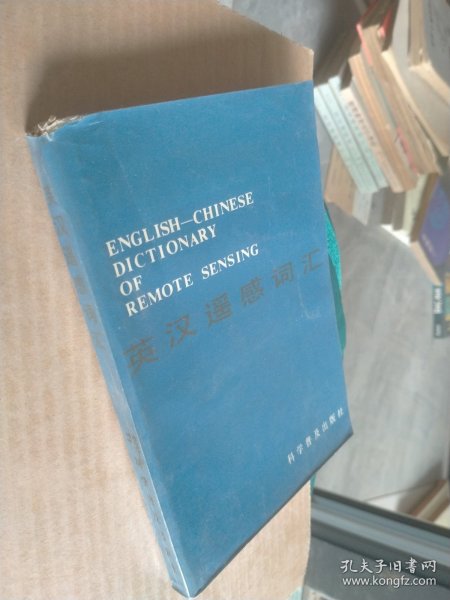 ENGLISH—CHINESE
DICTIONARY
OF
REMOTE SENSING
英汉遥感词汇
科学普及出版社
孔夫子旧书网
www.kongfz.com